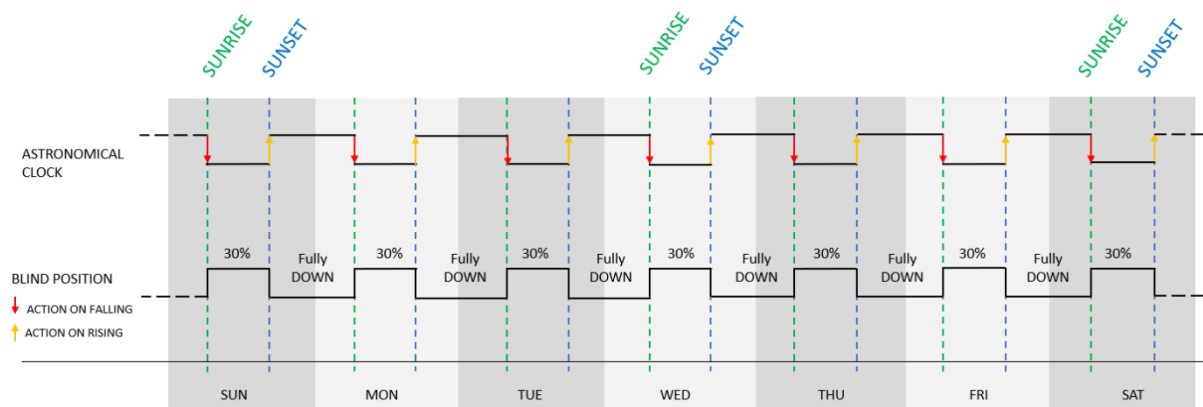 SUNRISE
SUNSET
SUNRISE
SUNSET
SUNRISE
SUNSET
ASTRONOMICAL
CLOCK
30%
Fully
DOWN
30%
Fully
DOWN
30%
Fully
DOWN
30%
Fully
DOWN
30%
Fully
DOWN
30%
Fully
DOWN
30%
BLIND POSITION
ACTION ON FALLING
ACTION ON RISING
SUN
MON
TUE
WED
THU
FRI
SAT